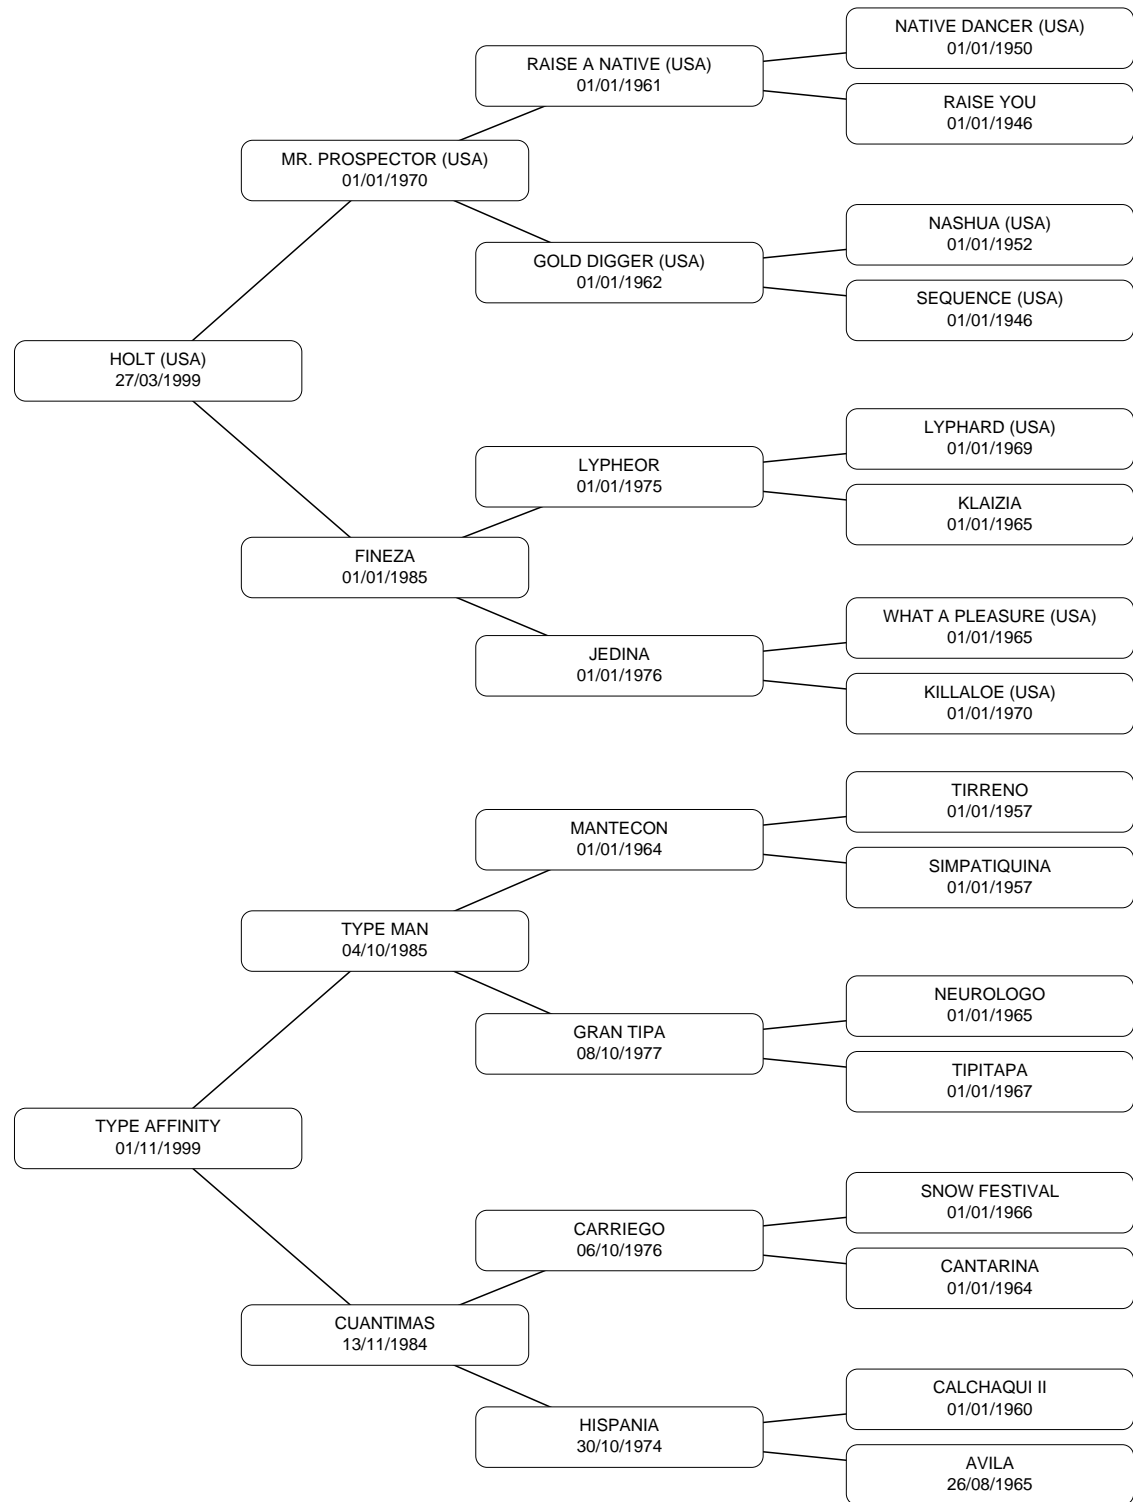 NATIVE DANCER (USA)
01/01/1950
RAISE A NATIVE (USA)
01/01/1961
RAISE YOU
01/01/1946
MR. PROSPECTOR (USA)
01/01/1970
NASHUA (USA)
01/01/1952
GOLD DIGGER (USA)
01/01/1962
SEQUENCE (USA)
01/01/1946
HOLT (USA)
27/03/1999
LYPHARD (USA)
01/01/1969
LYPHEOR
01/01/1975
KLAIZIA
01/01/1965
FINEZA
01/01/1985
WHAT A PLEASURE (USA)
01/01/1965
JEDINA
01/01/1976
KILLALOE (USA)
01/01/1970
TIRRENO
01/01/1957
MANTECON
01/01/1964
SIMPATIQUINA
01/01/1957
TYPE MAN
04/10/1985
NEUROLOGO
01/01/1965
GRAN TIPA
08/10/1977
TIPITAPA
01/01/1967
TYPE AFFINITY
01/11/1999
SNOW FESTIVAL
01/01/1966
CARRIEGO
06/10/1976
CANTARINA
01/01/1964
CUANTIMAS
13/11/1984
CALCHAQUI II
01/01/1960
HISPANIA
30/10/1974
AVILA
26/08/1965